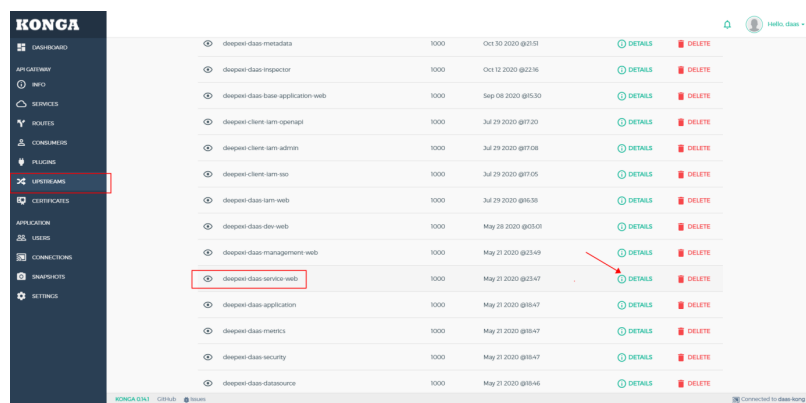 KONGA
Hello, daas
DASHBOARD
API GATEWAY
INFO
SERVICES
ROUTES
CONSUMERS
PLUGINS
UPSTREAMS
CERTIFICATES
APPLICATION
USERS
CONNECTIONS
SNAPSHOTS
SETTINGS
deepexi-daas-metadata 1000 Oct 30 2020 @21:51 DETAILS DELETE
deepexi-daas-inspector 1000 Oct 12 2020 @22:16 DETAILS DELETE
deepexi-daas-base-application-web 1000 Sep 08 2020 @15:30 DETAILS DELETE
deepexi-client-iam-openapi 1000 Jul 29 2020 @17:20 DETAILS DELETE
deepexi-client-iam-admin 1000 Jul 29 2020 @17:08 DETAILS DELETE
deepexi-client-iam-sso 1000 Jul 29 2020 @17:05 DETAILS DELETE
deepexi-daas-iam-web 1000 Jul 29 2020 @16:38 DETAILS DELETE
deepexi-daas-dev-web 1000 May 28 2020 @03:01 DETAILS DELETE
deepexi-daas-management-web 1000 May 21 2020 @23:49 DETAILS DELETE
deepexi-daas-service-web 1000 May 21 2020 @23:47 DETAILS DELETE
deepexi-daas-application 1000 May 21 2020 @18:47 DETAILS DELETE
deepexi-daas-metrics 1000 May 21 2020 @18:47 DETAILS DELETE
deepexi-daas-security 1000 May 21 2020 @18:47 DETAILS DELETE
deepexi-daas-datasource 1000 May 21 2020 @18:46 DETAILS DELETE
KONGA 0.14.1 GitHub Issues Connected to daas-kong